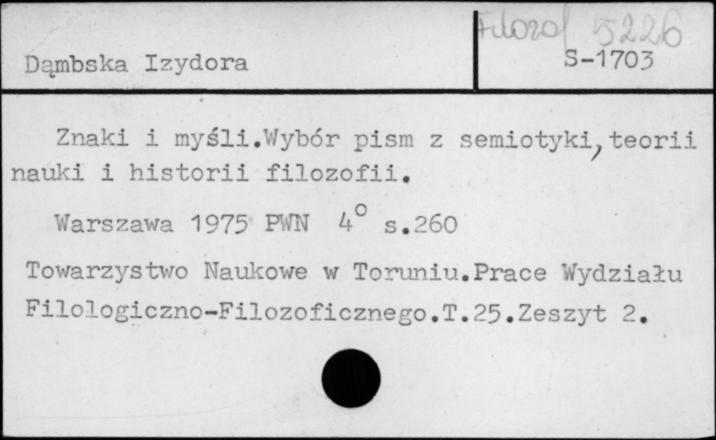 Filozof 5226
Dąmbska Izydora
S-1703
Znaki i myśli.Wybór pism z semiotyki,teorii
nauki i historii filozofii.
Warszawa 1975 PWN 4° s.260
Towarzystwo Naukowe w Toruniu.Prace Wydziału
Filologiczno-Filozoficznego.T.25.Zeszyt 2.